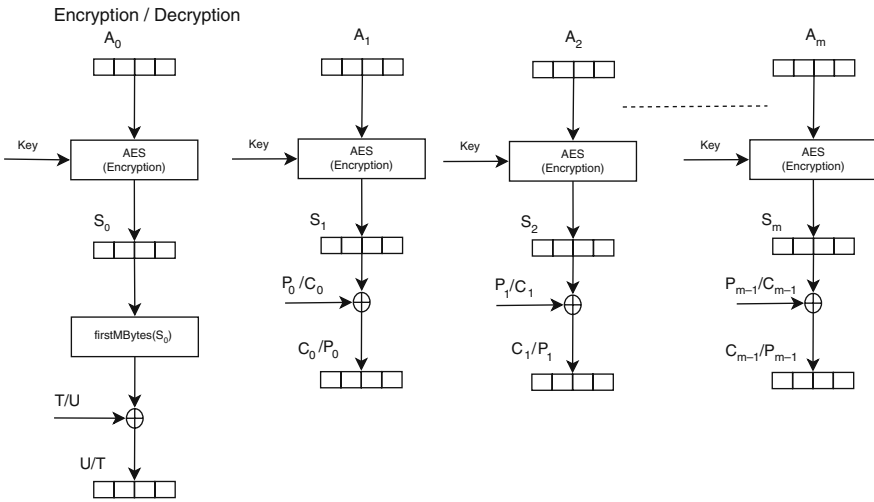 Encryption / Decryption
A0 A1 A2 Am
Key AES (Encryption) Key AES (Encryption) Key AES (Encryption) Key AES (Encryption)
S0 S1 S2 Sm
P0/C0 P1/C1 Pm–1/Cm–1
firstMBytes(S0)
C0/P0 C1/P1 Cm–1/Pm–1
T/U
U/T